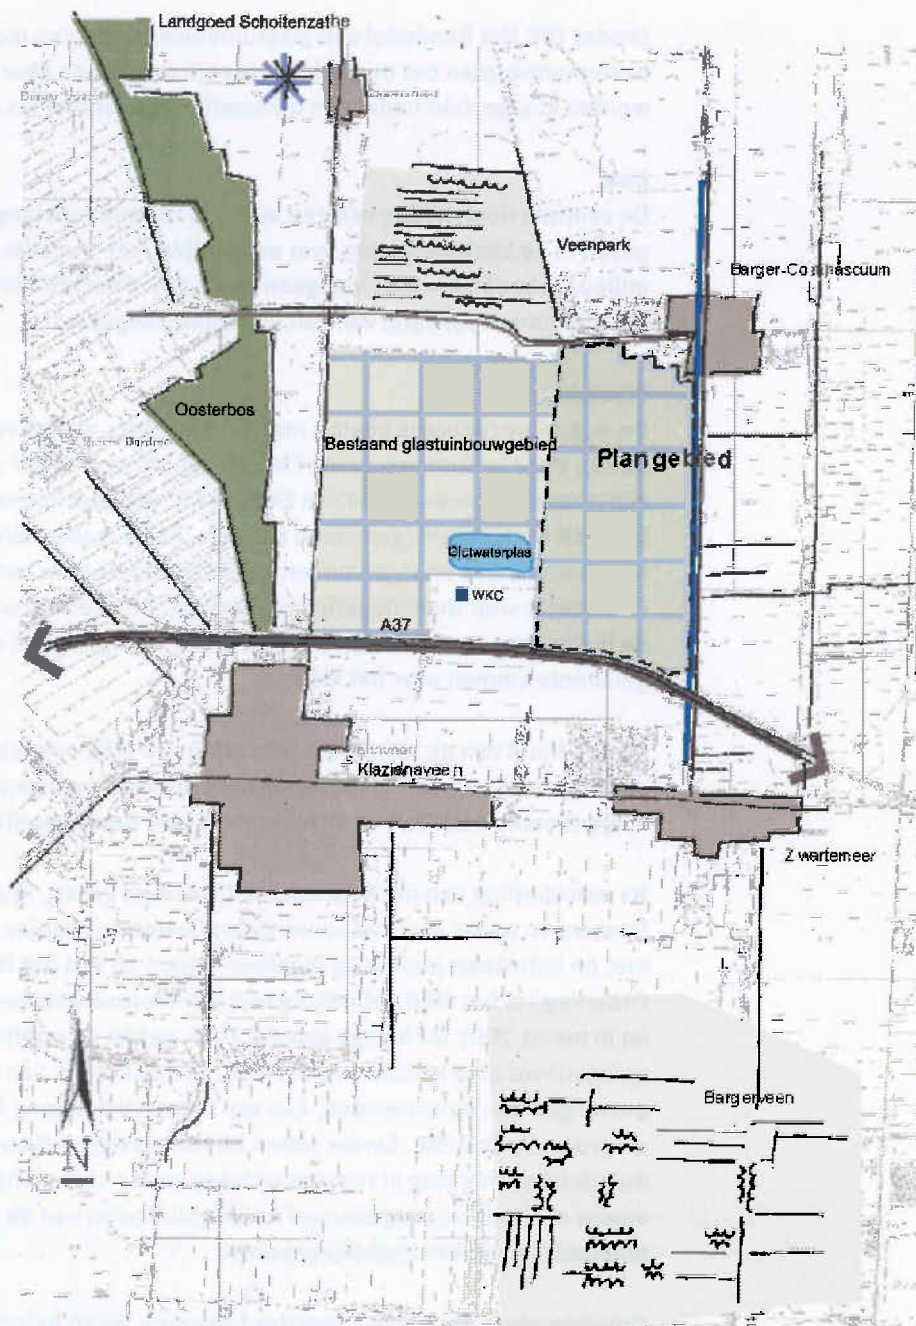 Landgoed Scholtenzathe
Veenpark
Barger-Compascuum
Oosterbos
Bestaand glastuinbouwgebied
Plangebied
Gietwaterplas
WKC
A37
Klazienaveen
Zwartemeer
N
Bargerveen